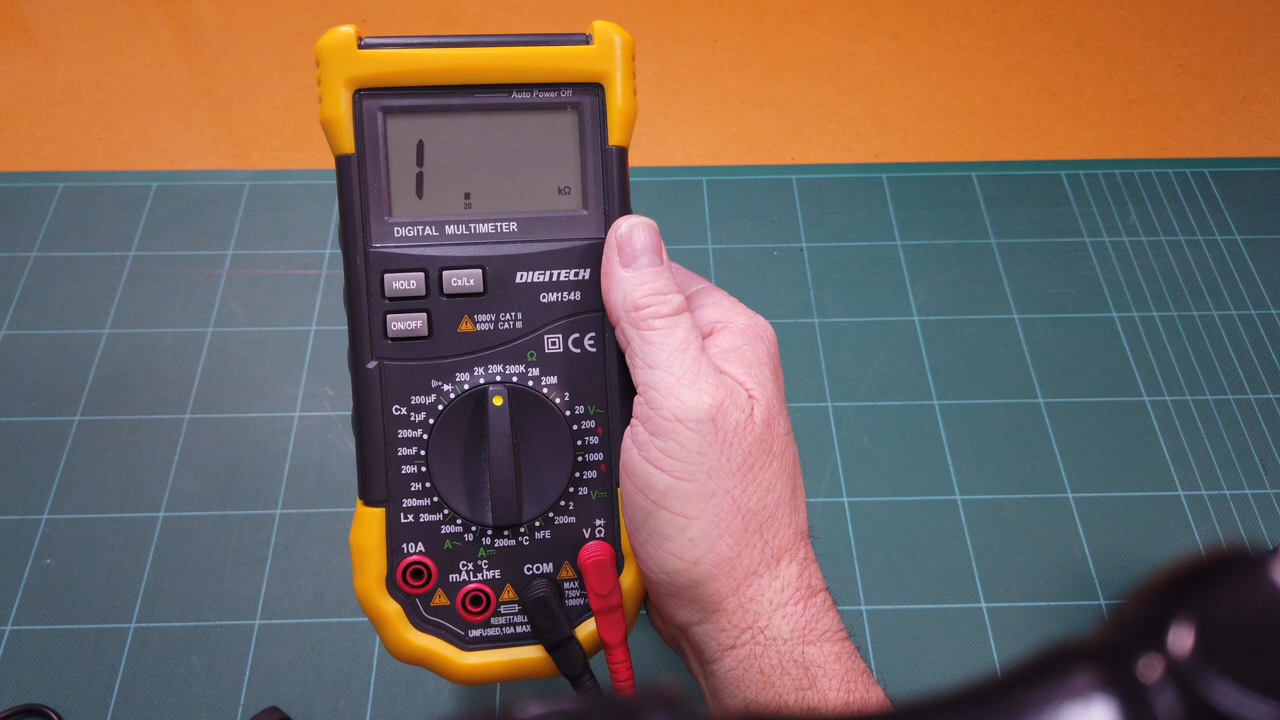 Auto Power Off
1
20
kΩ
DIGITAL MULTIMETER
HOLD
Cx/Lx
DIGITECH
QM1548
ON/OFF
1000V CAT II
600V CAT III
CE
Ω
200
2K
20K
200K
2M
20M
2
20
V~
200
750
1000
200
20
V
2
200m
hFE
°C
200m
10
A
10
A~
200m
Lx
20mH
200mH
2H
20H
20nF
200nF
2µF
Cx
200µF
V Ω
10A
Cx °C
mALxhFE
COM
MAX
750V~
1000V
RESETTABLE
UNFUSED,10A MAX